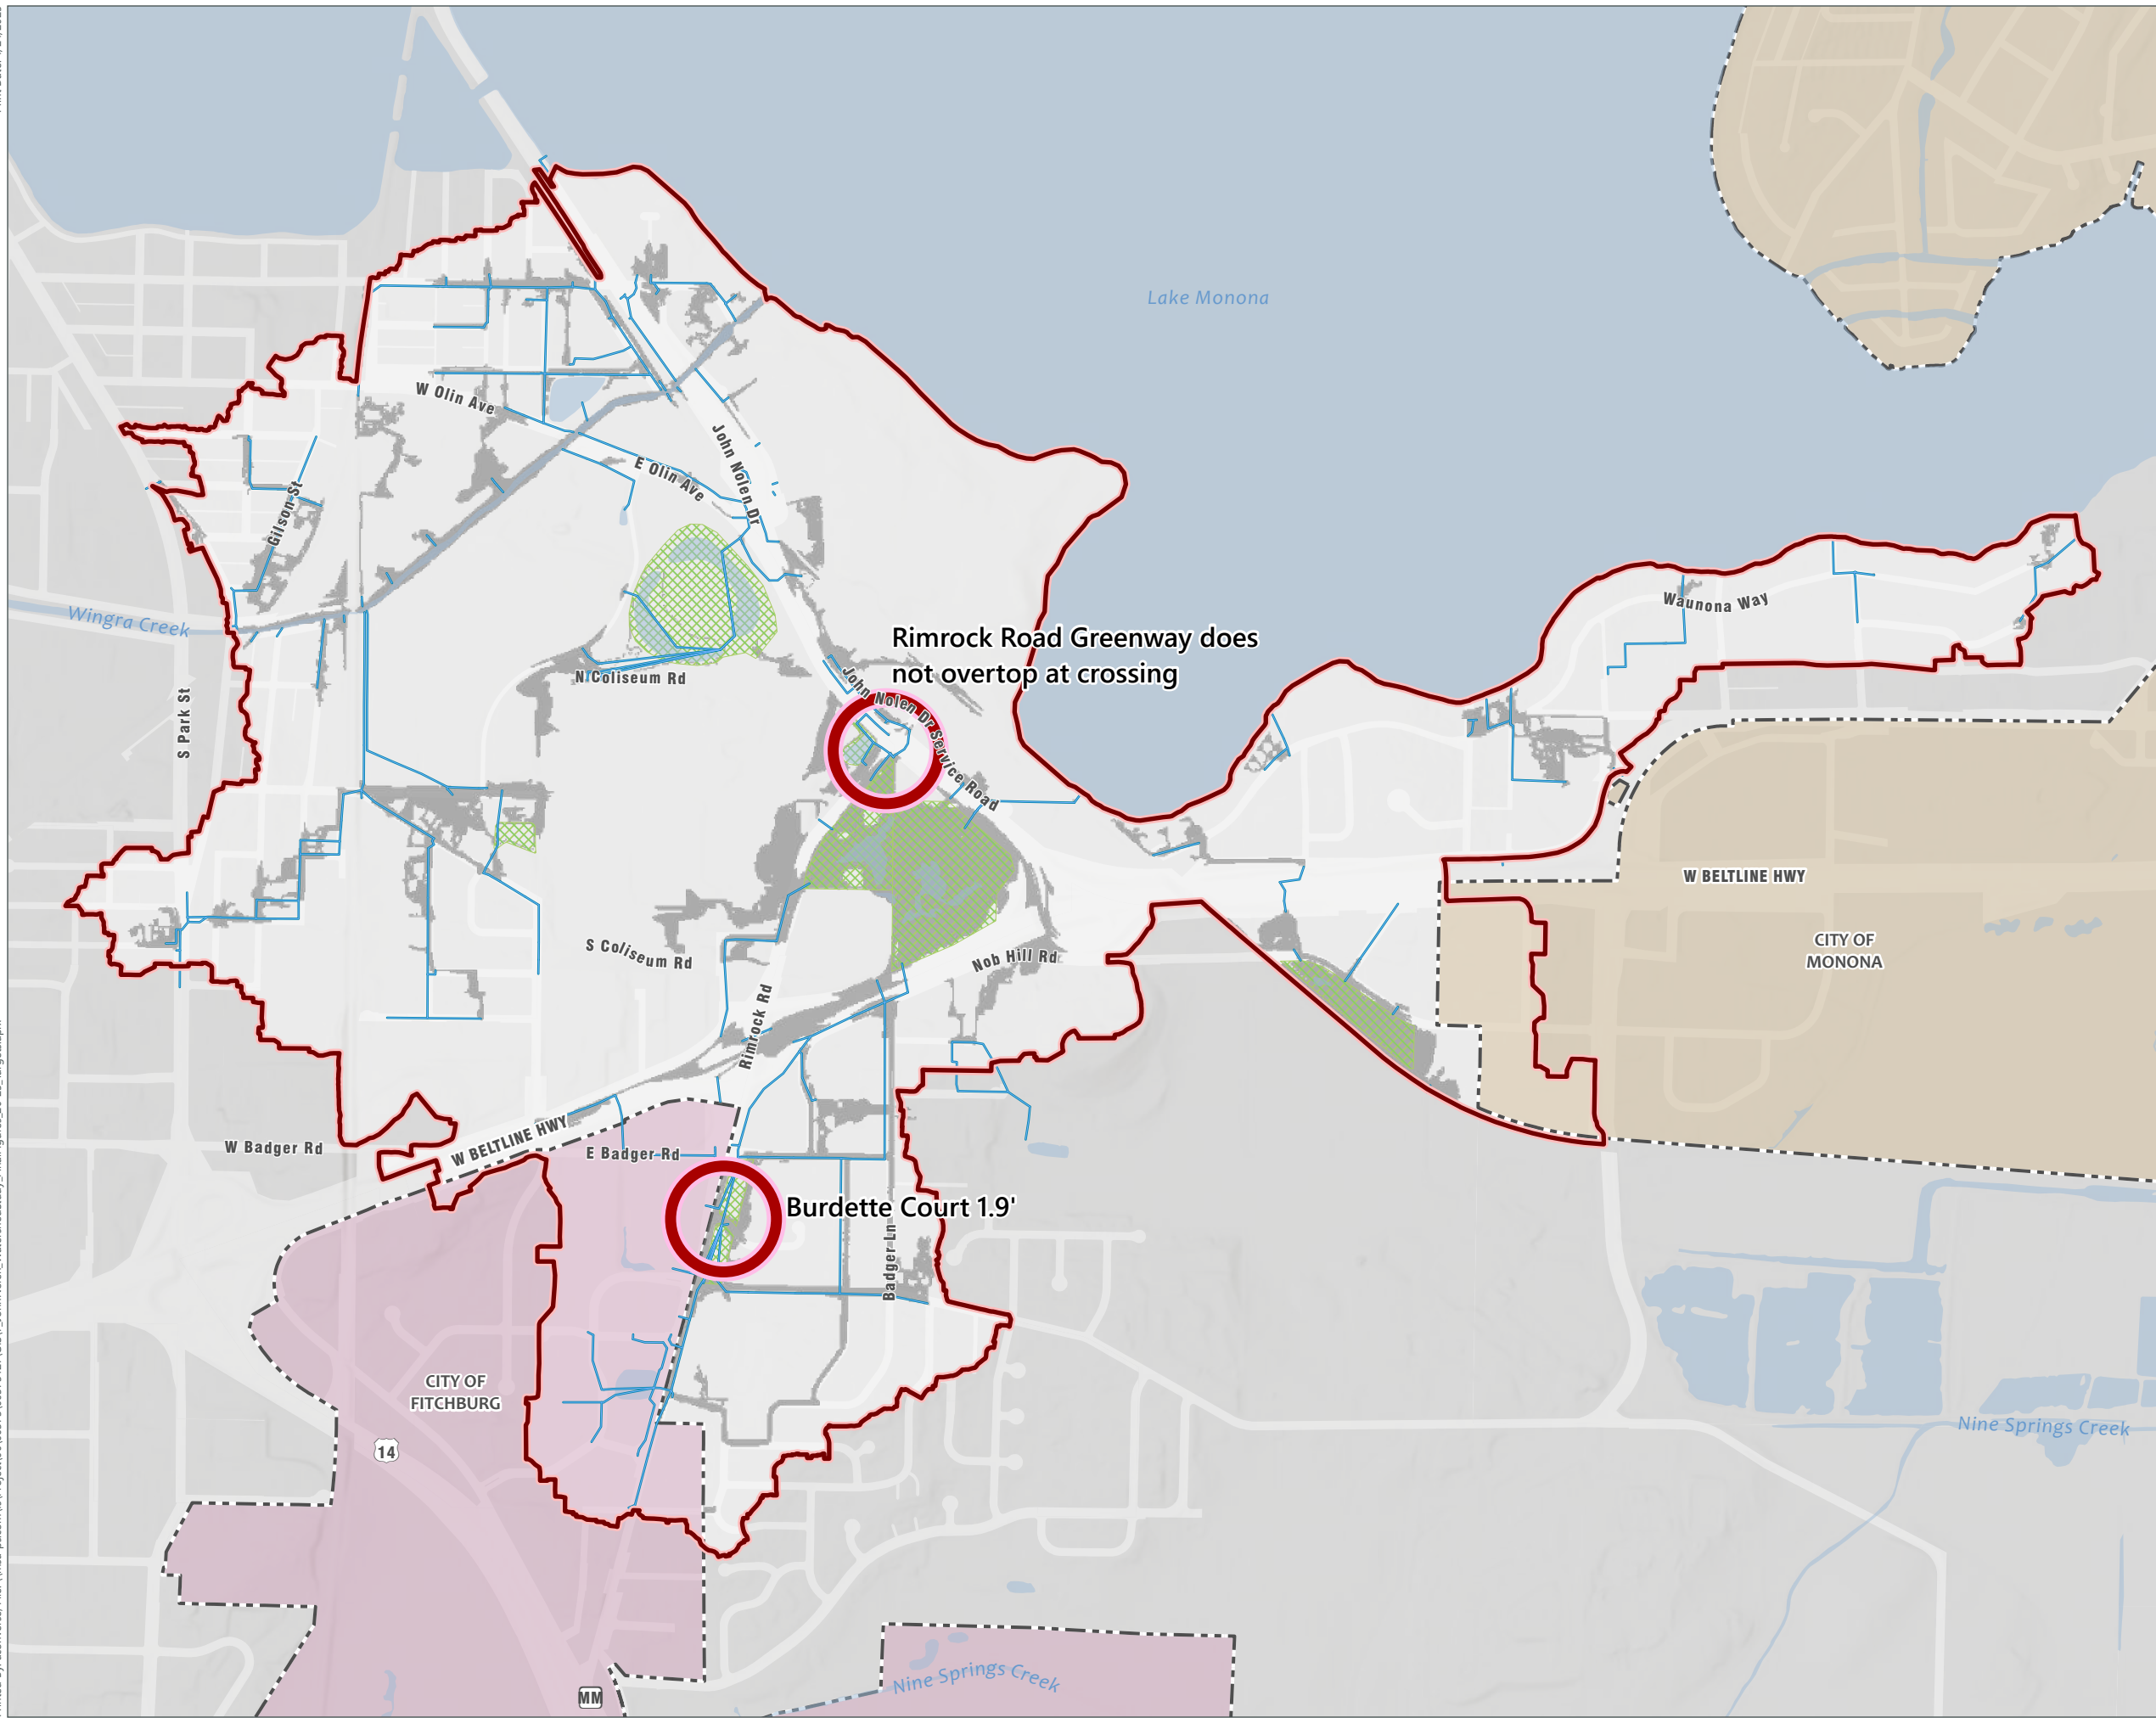 Lake Monona
W Olin Ave
John Nolen Dr
E Olin Ave
Gilson St
Waunona Way
Wingra Creek
Rimrock Road Greenway does
not overtop at crossing
N Coliseum Rd
John Nolen Dr Service Road
S Park St
W BELTLINE HWY
CITY OF
MONONA
S Coliseum Rd
Nob Hill Rd
Rimrock Rd
W Badger Rd
W BELTLINE HWY
E Badger Rd
Burdette Court 1.9'
Badger Ln
CITY OF
FITCHBURG
14
Nine Springs Creek
Nine Springs Creek
MM